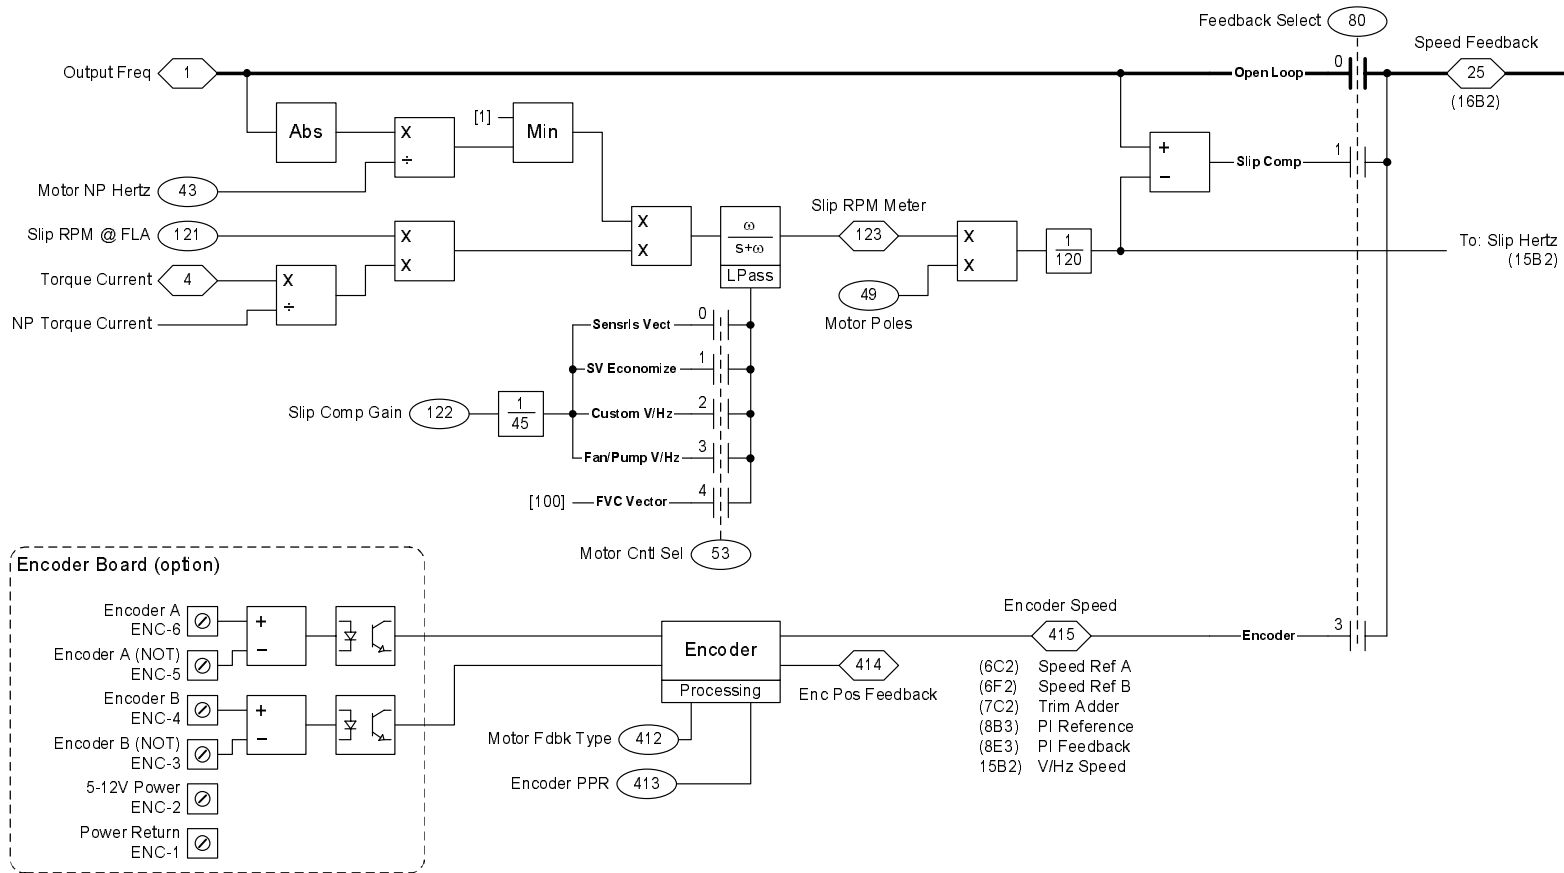 Feedback Select 80
Speed Feedback
Output Freq 1
Open Loop 0
25
(16B2)
Abs
X
÷
[1]
Min
Motor NP Hertz 43
+
−
Slip Comp 1
Slip RPM @ FLA 121
X
X
X
X
ω
s+ω
LPass
Slip RPM Meter
123
X
X
1
120
To: Slip Hertz
(15B2)
Torque Current 4
X
÷
NP Torque Current
49
Motor Poles
Sensrls Vect 0
SV Economize 1
Slip Comp Gain 122
1
45
Custom V/Hz 2
Fan/Pump V/Hz 3
[100] FVC Vector 4
Motor Cntl Sel 53
Encoder Board (option)
Encoder A
ENC-6
Encoder A (NOT)
ENC-5
+
−
Encoder B
ENC-4
Encoder B (NOT)
ENC-3
+
−
5-12V Power
ENC-2
Power Return
ENC-1
Encoder
Processing
Motor Fdbk Type 412
Encoder PPR 413
414
Enc Pos Feedback
Encoder Speed
415
Encoder 3
(6C2) Speed Ref A
(6F2) Speed Ref B
(7C2) Trim Adder
(8B3) PI Reference
(8E3) PI Feedback
15B2) V/Hz Speed